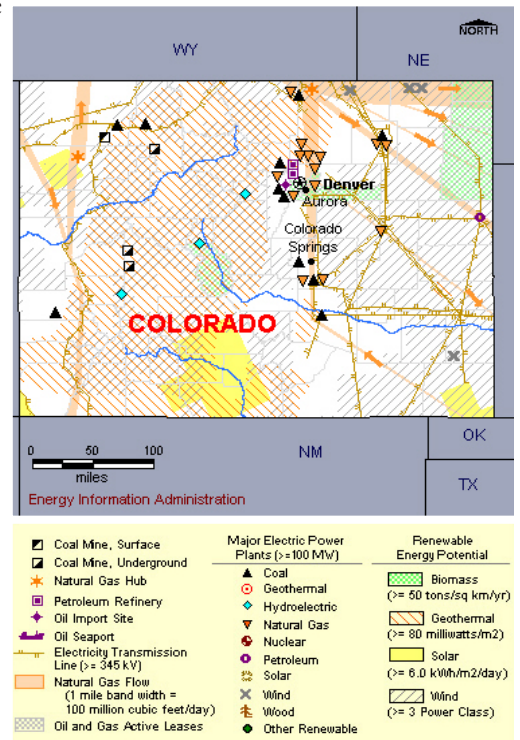 NORTH
WY
NE
Denver
Aurora
Colorado
Springs
COLORADO
0 50 100
miles
NM
OK
TX
Energy Information Administration
Coal Mine, Surface
Coal Mine, Underground
Natural Gas Hub
Petroleum Refinery
Oil Import Site
Oil Seaport
Electricity Transmission
Line (>= 345 kV)
Natural Gas Flow
(1 mile band width =
100 million cubic feet/day)
Oil and Gas Active Leases
Major Electric Power
Plants (>=100 MW)
Coal
Geothermal
Hydroelectric
Natural Gas
Nuclear
Petroleum
Solar
Wind
Wood
Other Renewable
Renewable
Energy Potential
Biomass
(>= 50 tons/sq km/yr)
Geothermal
(>= 80 milliwatts/m2)
Solar
(>= 6.0 kWh/m2/day)
Wind
(>= 3 Power Class)